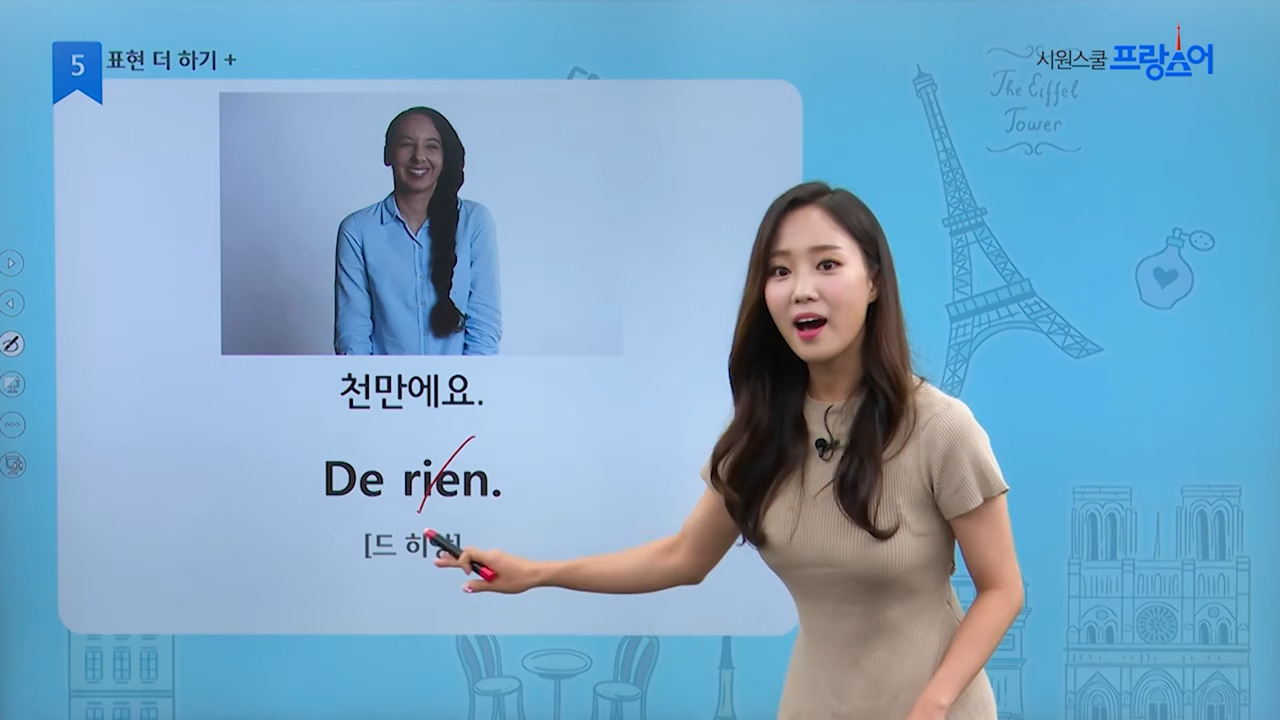 5 표현 더 하기 +
시원스쿨 프랑스어
The Eiffel
Tower
천만에요.
De rien.
[드 히앙]